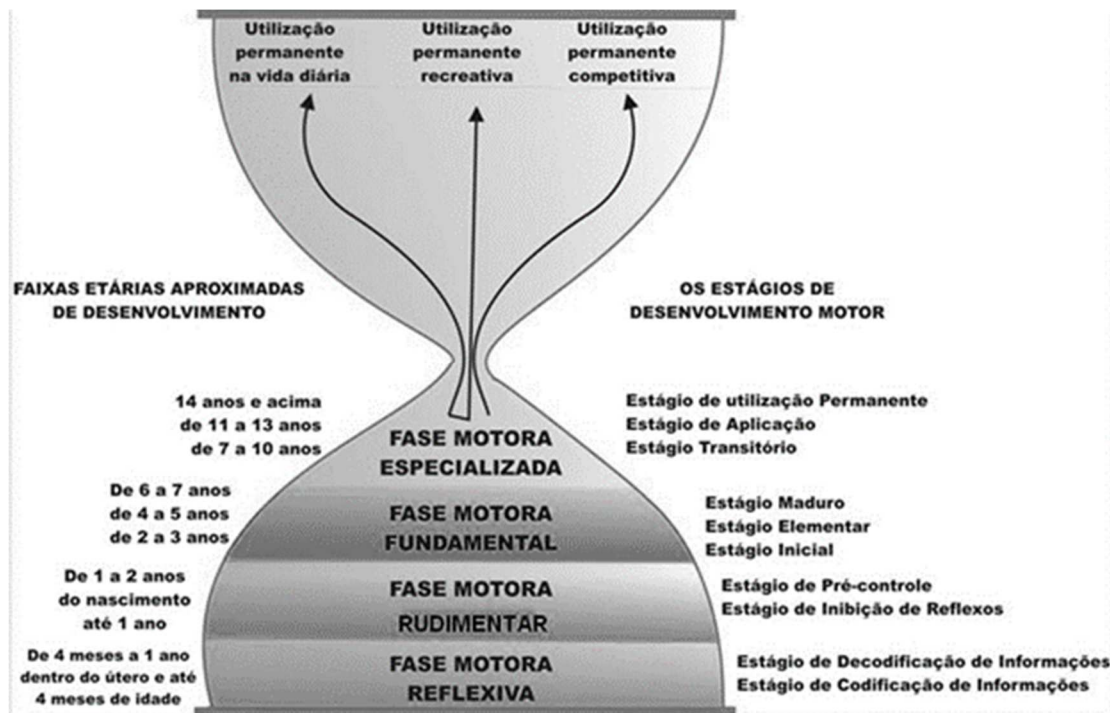 Utilização
permanente
na vida diária
Utilização
permanente
recreativa
Utilização
permanente
competitiva
FAIXAS ETÁRIAS APROXIMADAS
DE DESENVOLVIMENTO
OS ESTÁGIOS DE
DESENVOLVIMENTO MOTOR
14 anos e acima
de 11 a 13 anos
de 7 a 10 anos
FASE MOTORA
ESPECIALIZADA
Estágio de utilização Permanente
Estágio de Aplicação
Estágio Transitório
De 6 a 7 anos
de 4 a 5 anos
de 2 a 3 anos
FASE MOTORA
FUNDAMENTAL
Estágio Maduro
Estágio Elementar
Estágio Inicial
De 1 a 2 anos
do nascimento
até 1 ano
FASE MOTORA
RUDIMENTAR
Estágio de Pré-controle
Estágio de Inibição de Reflexos
De 4 meses a 1 ano
dentro do útero e até
4 meses de idade
FASE MOTORA
REFLEXIVA
Estágio de Decodificação de Informações
Estágio de Codificação de Informações